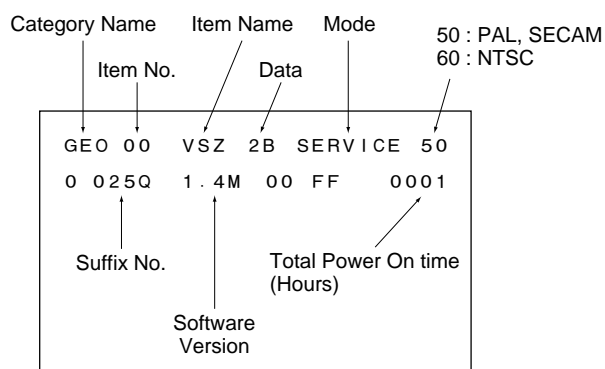 Category Name Item Name Mode 50 : PAL, SECAM
60 : NTSC
Item No. Data
GEO 00 VSZ 2B SERVICE 50
0 025Q 1.4M 00 FF 0001
Suffix No. Total Power On time
(Hours)
Software
Version